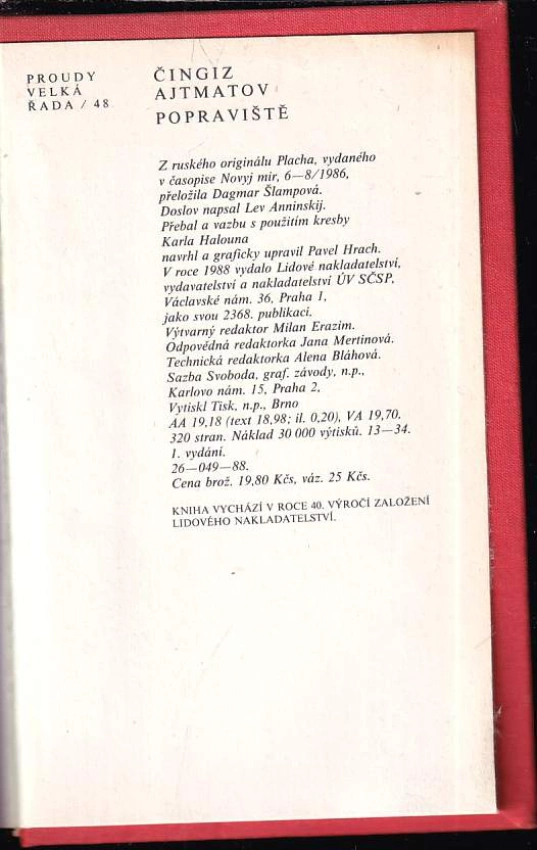 PROUDY
VELKÁ
ŘADA / 48
ČINGIZ
AJTMATOV
POPRAVIŠTĚ
Z ruského originálu Placha, vydaného
v časopise Novyj mir, 6—8/1986,
přeložila Dagmar Šlampová.
Doslov napsal Lev Anninskij.
Přebal a vazbu s použitím kresby
Karla Halouna
navrhl a graficky upravil Pavel Hrach.
V roce 1988 vydalo Lidové nakladatelství,
vydavatelství a nakladatelství ÚV SČSP,
Václavské nám. 36, Praha 1,
jako svou 2368. publikaci.
Výtvarný redaktor Milan Erazim.
Odpovědná redaktorka Jana Mertinová.
Technická redaktorka Alena Bláhová.
Sazba Svoboda, graf. závody, n.p.,
Karlovo nám. 15, Praha 2,
Vytiskl Tisk, n.p., Brno
AA 19,18 (text 18,98; il. 0,20), VA 19,70.
320 stran. Náklad 30 000 výtisků. 13—34.
1. vydání.
26—049—88.
Cena brož. 19,80 Kčs, váz. 25 Kčs.
KNIHA VYCHÁZÍ V ROCE 40. VÝROČÍ ZALOŽENÍ
LIDOVÉHO NAKLADATELSTVÍ.